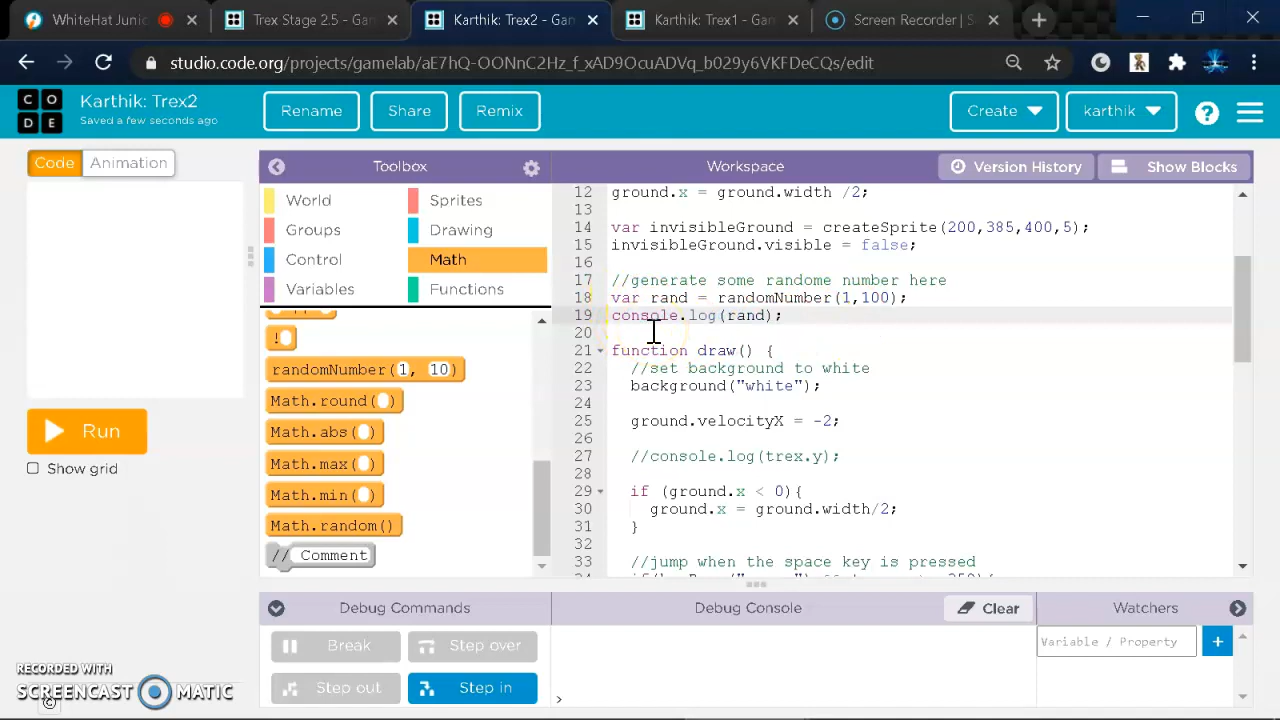 WhiteHat Junic
Trex Stage 2.5 - Gam
Karthik: Trex2 - Gam
Karthik: Trex1 - Gam
Screen Recorder | S
studio.code.org/projects/gamelab/aE7hQ-OONnC2Hz_f_xAD9OcuADVq_b029y6VKFDeCQs/edit
CO
DE
Karthik: Trex2
Saved a few seconds ago
Rename
Share
Remix
Create
karthik
?
Code
Animation
Toolbox
Workspace
Version History
Show Blocks
World
Sprites
Groups
Drawing
Control
Math
Variables
Functions
!
randomNumber(1, 10)
Math.round()
Math.abs()
Math.max()
Math.min()
Math.random()
// Comment
12 ground.x = ground.width /2;
13
14 var invisibleGround = createSprite(200,385,400,5);
15 invisibleGround.visible = false;
16
17 //generate some randome number here
18 var rand = randomNumber(1,100);
19 console.log(rand);
20
21 function draw() {
22 //set background to white
23 background("white");
24
25 ground.velocityX = -2;
26
27 //console.log(trex.y);
28
29 if (ground.x < 0){
30 ground.x = ground.width/2;
31 }
32
33 //jump when the space key is pressed
Run
Show grid
Debug Commands
Debug Console
Clear
Watchers
Break
Step over
Step out
Step in
Variable / Property
+
>
RECORDED WITH
SCREENCAST MATIC
©